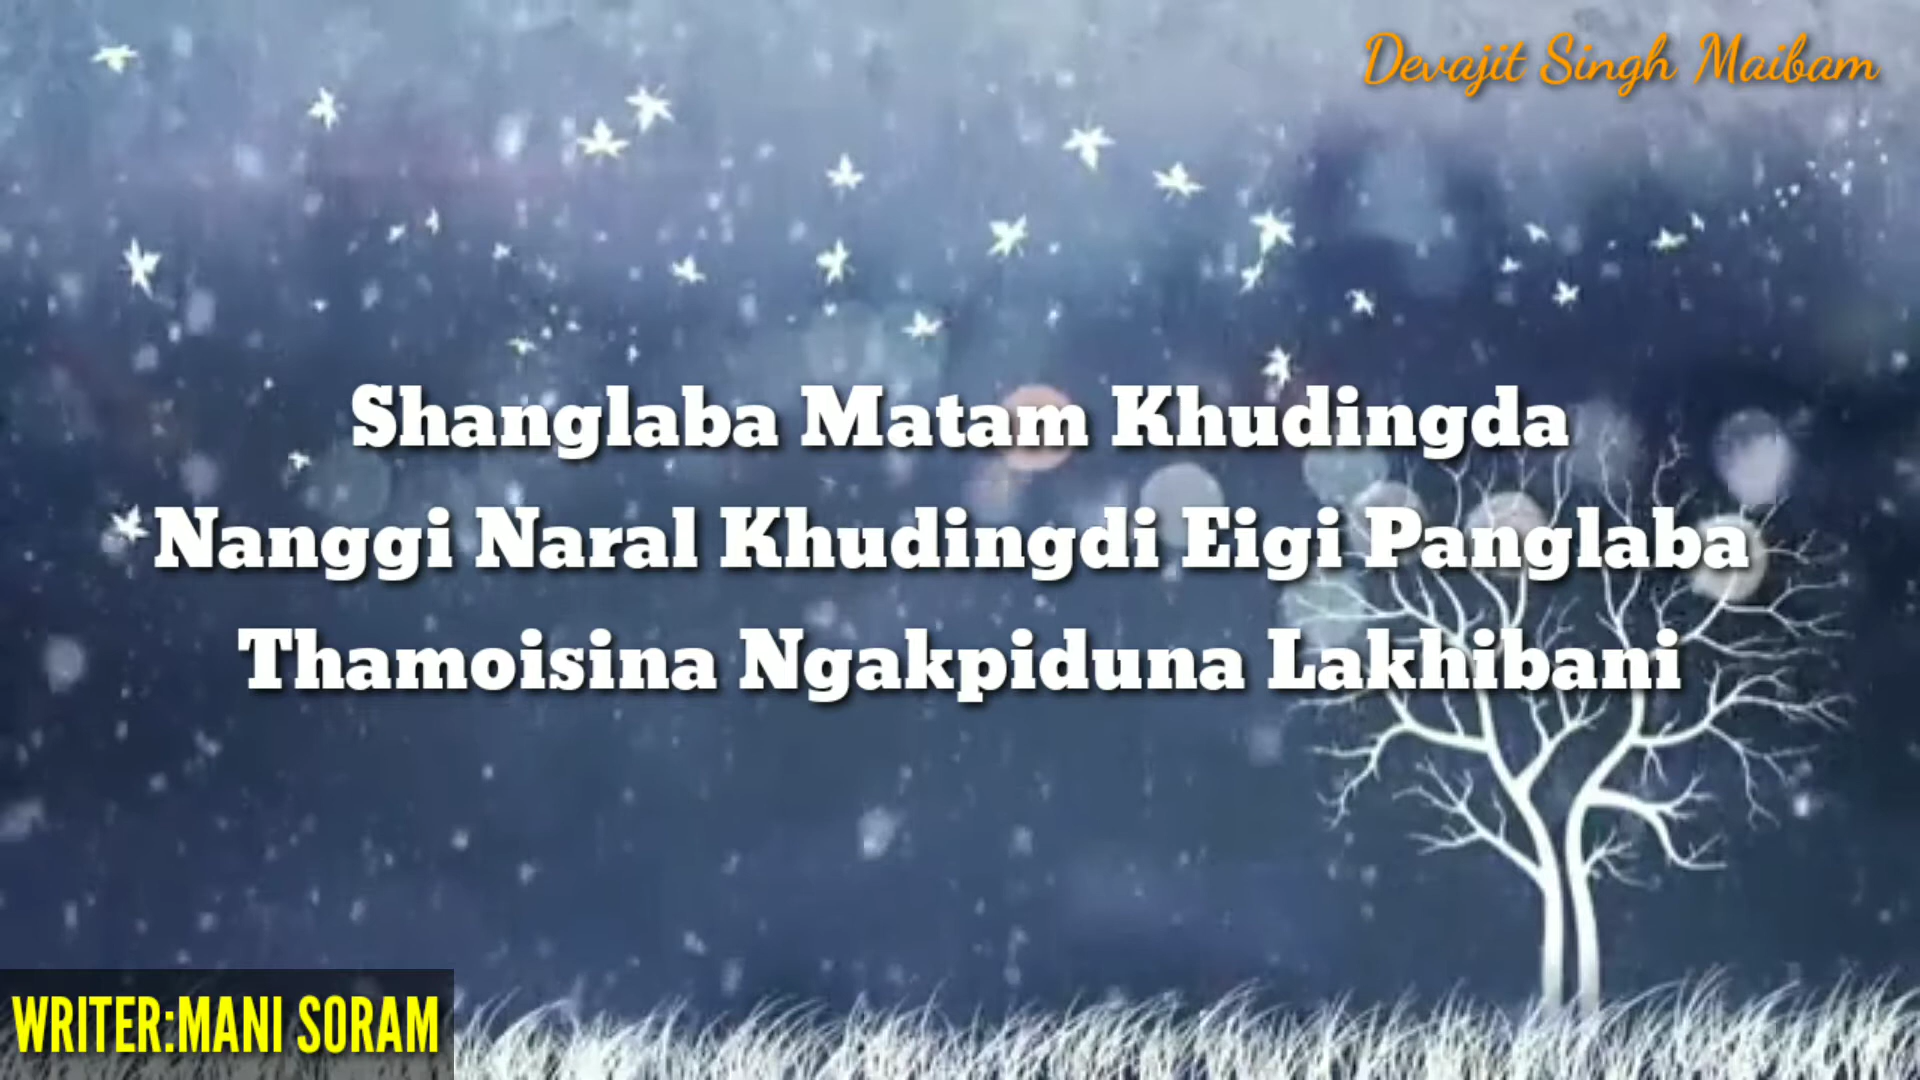 Devajit Singh Maibam
Shanglaba Matam Khudingda
Nanggi Naral Khudingdi Eigi Panglaba
Thamoisina Ngakpiduna Lakhibani
WRITER:MANI SORAM